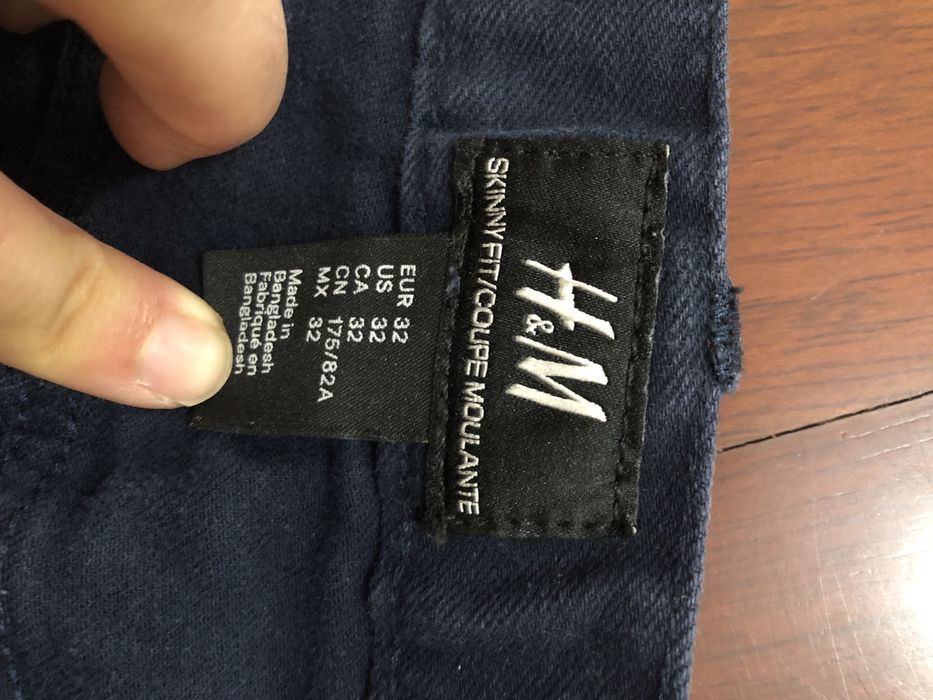 H&M
SKINNY FIT/COUPE MOULANTE
EUR 32
US 32
CA 32
CN 175/82A
MX 32
Made in
Bangladesh
Fabriqué en
Bangladesh